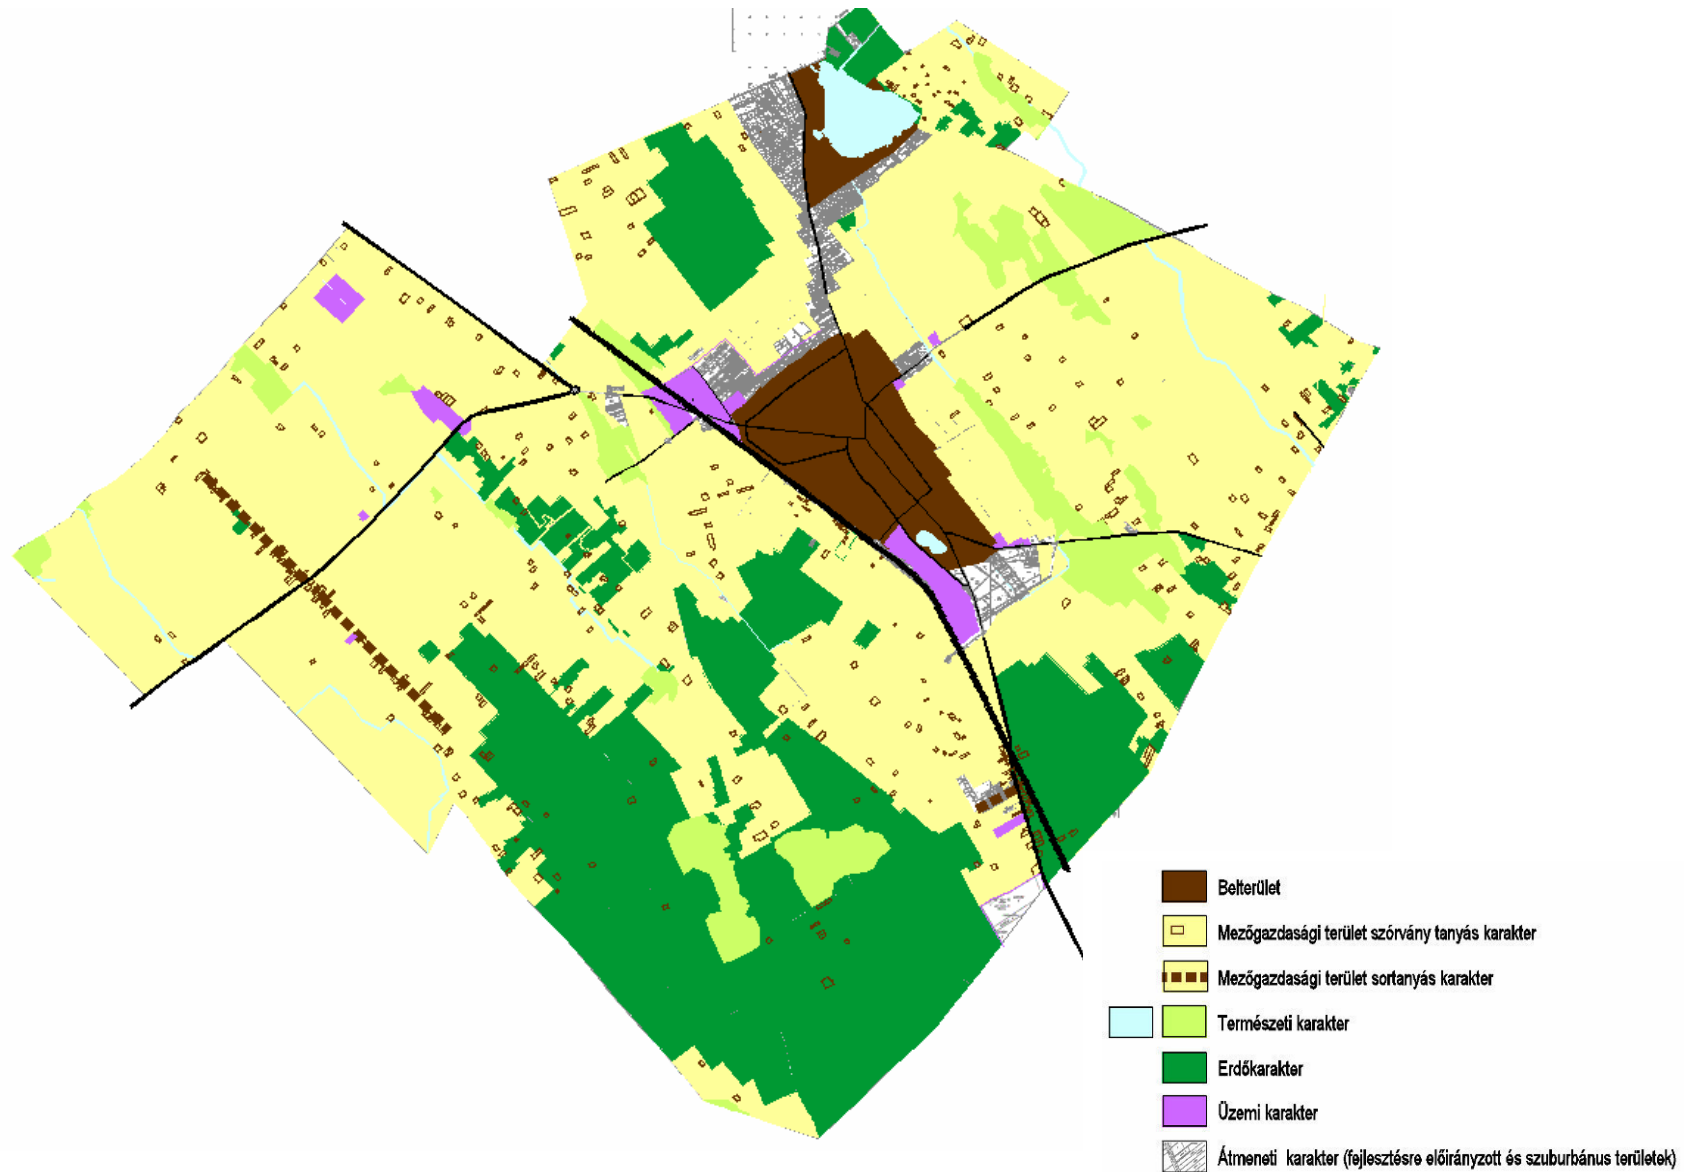 Belterület
Mezőgazdasági terület szórvány tanyás karakter
Mezőgazdasági terület sortanyás karakter
Természeti karakter
Erdőkarakter
Üzemi karakter
Átmeneti karakter (fejlesztésre előirányzott és szuburbánus területek)